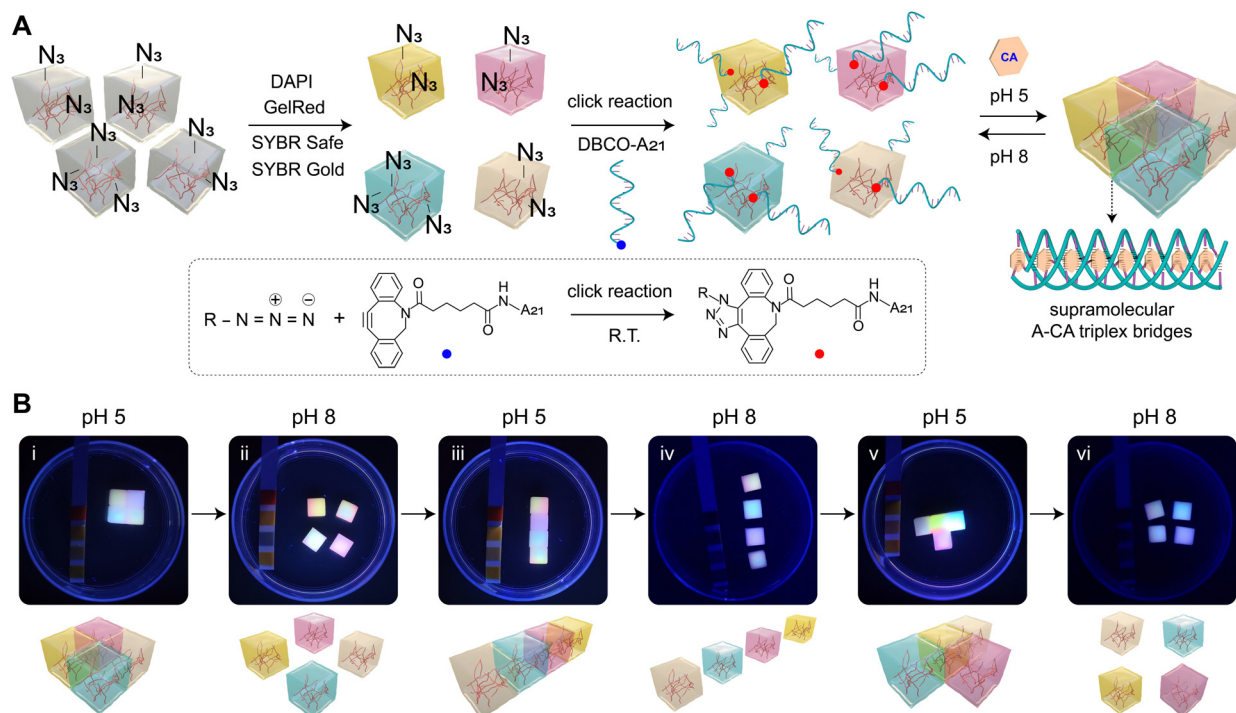 A
N₃
N₃
N₃
N₃
N₃
N₃
N₃
N₃
DAPI
GelRed
SYBR Safe
SYBR Gold
N₃
N₃
N₃
N₃
N₃
N₃
N₃
N₃
N₃
click reaction
DBCO-A21
CA
pH 5
pH 8
supramolecular
A-CA triplex bridges
R – N = N = N
⊕ ⊖
+
N
O
O
H
N
A21
click reaction
R.T.
R
N
N
N
N
O
O
H
N
A21
B
pH 5 pH 8 pH 5 pH 8 pH 5 pH 8
i ii iii iv v vi